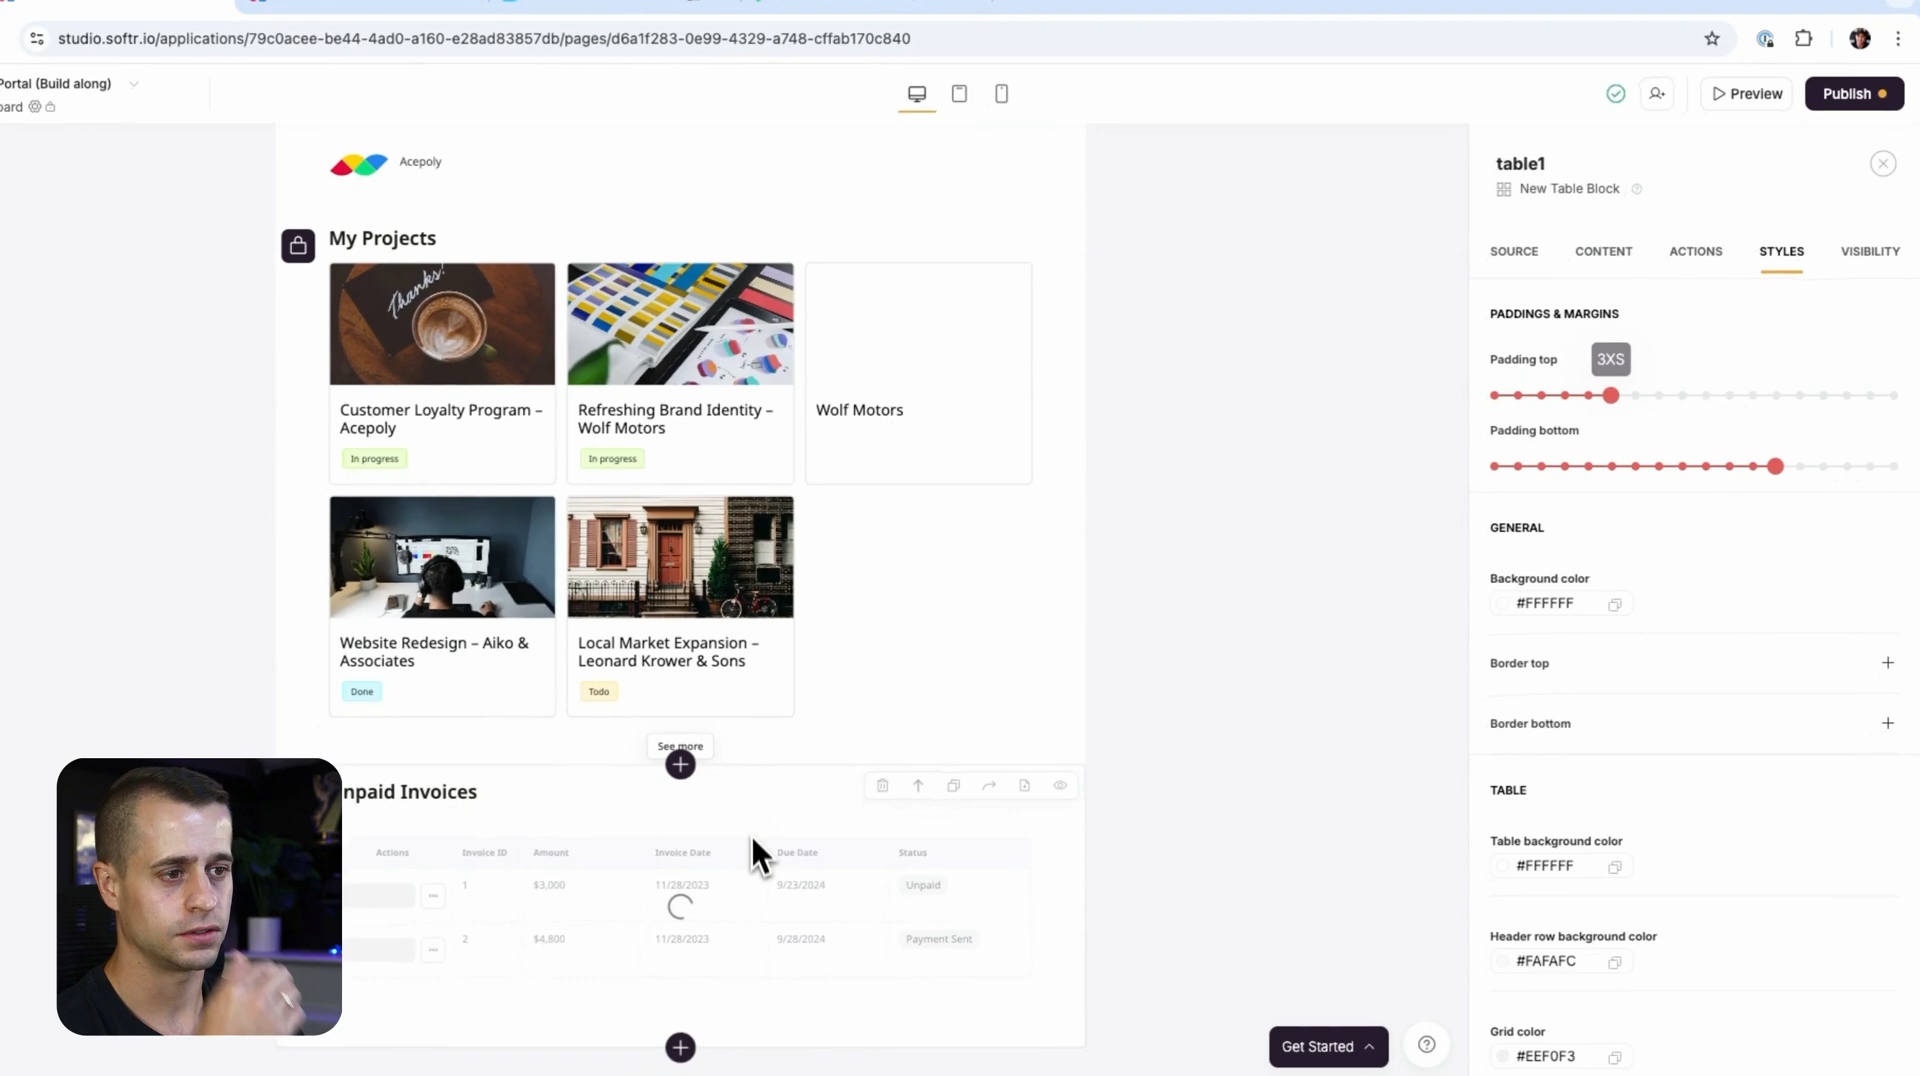 studio.softr.io/applications/79c0acee-be44-4ad0-a160-e28ad83857db/pages/d6a1f283-0e99-4329-a748-cffab170c840
Portal (Build along)
oard
Preview
Publish
Acepoly
My Projects
Thanks!
Customer Loyalty Program –
Acepoly
In progress
Refreshing Brand Identity –
Wolf Motors
In progress
Wolf Motors
Website Redesign – Aiko &
Associates
Done
Local Market Expansion –
Leonard Krower & Sons
Todo
See more
npaid Invoices
Actions Invoice ID Amount Invoice Date Due Date Status
1 $3,000 11/28/2023 9/23/2024 Unpaid
2 $4,800 11/28/2023 9/28/2024 Payment Sent
Get Started
table1
New Table Block
SOURCE CONTENT ACTIONS STYLES VISIBILITY
PADDINGS & MARGINS
Padding top 3XS
Padding bottom
GENERAL
Background color
#FFFFFF
Border top
Border bottom
TABLE
Table background color
#FFFFFF
Header row background color
#FAFAFC
Grid color
#EEF0F3